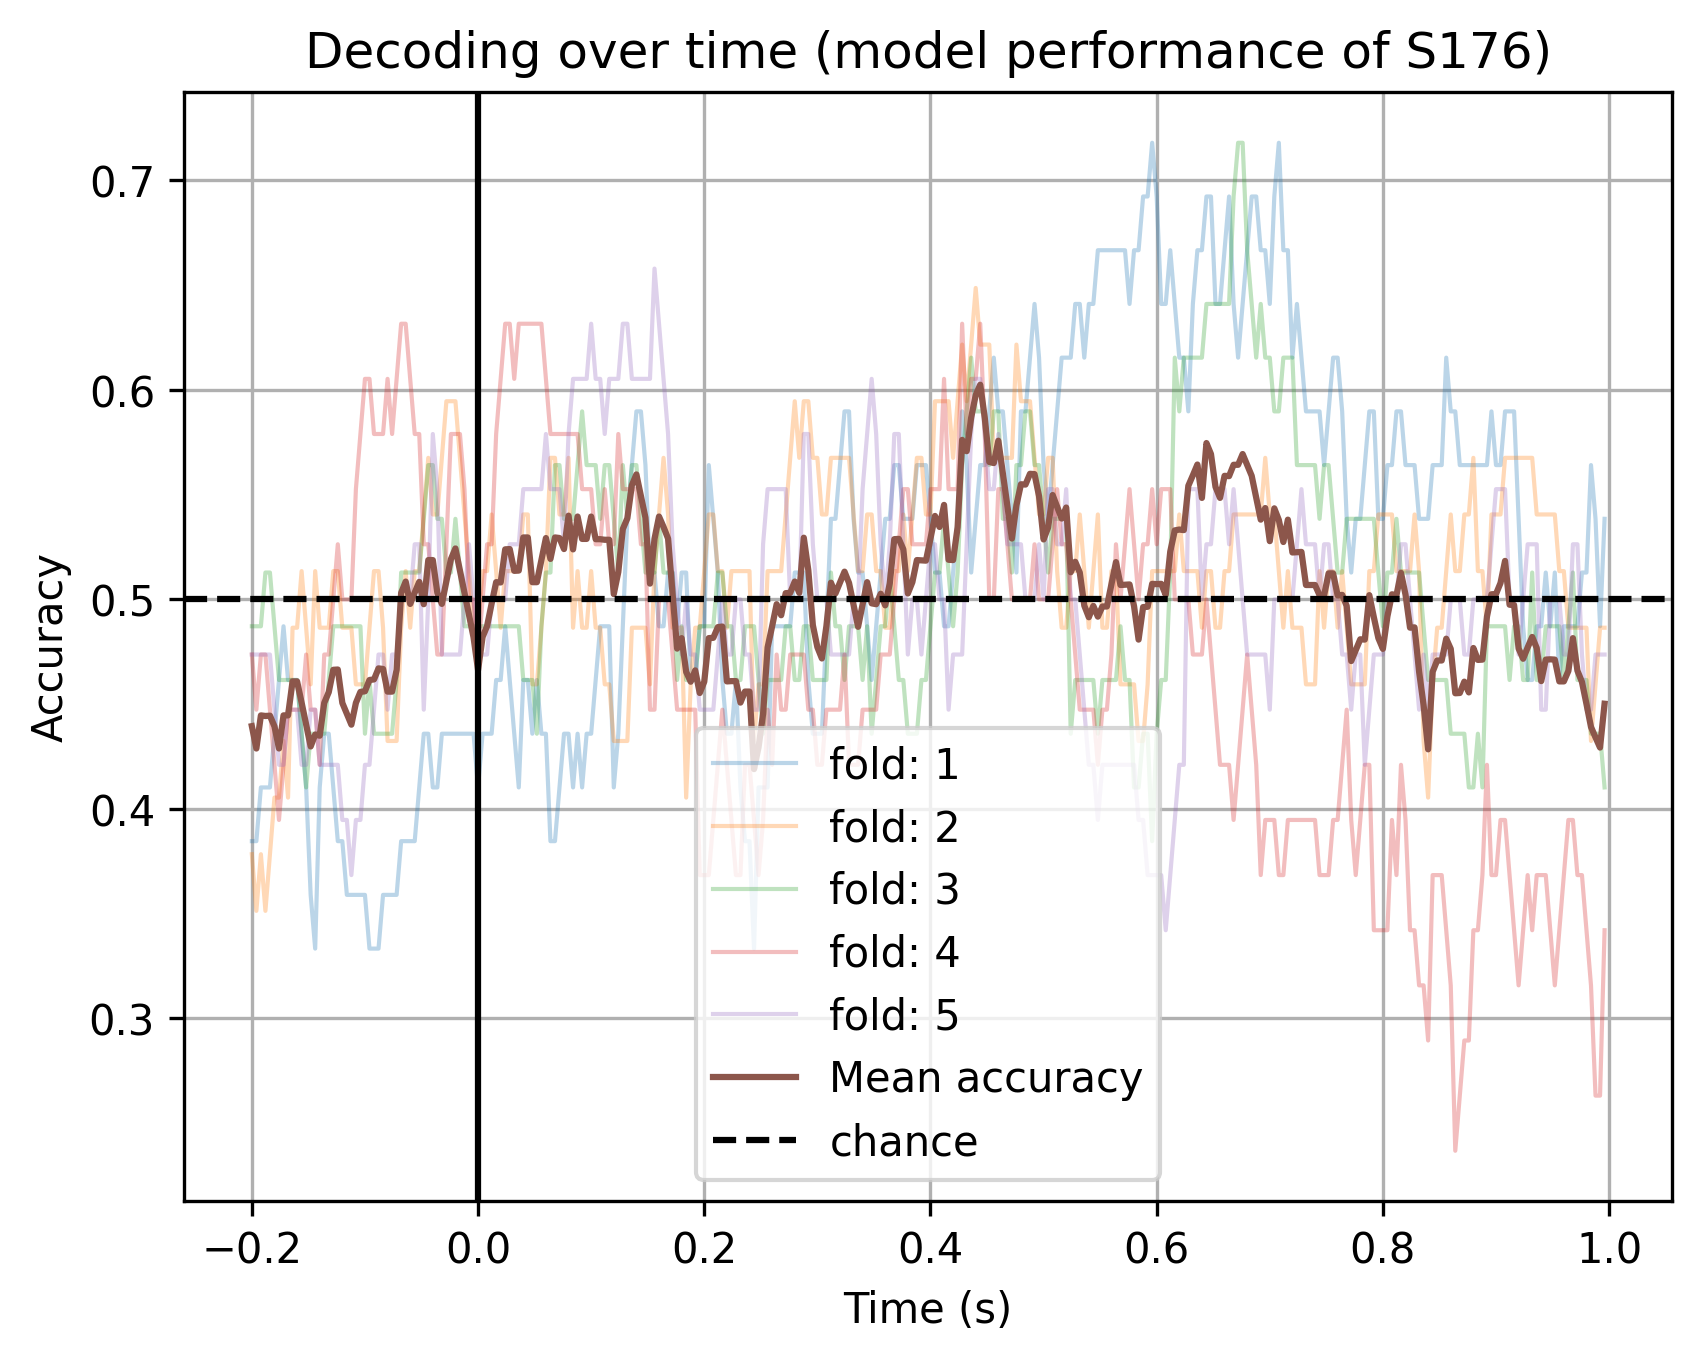 Decoding over time (model performance of S176)
Accuracy
0.7
0.6
0.5
0.4
0.3
fold: 1
fold: 2
fold: 3
fold: 4
fold: 5
Mean accuracy
chance
−0.2 0.0 0.2 0.4 0.6 0.8 1.0
Time (s)